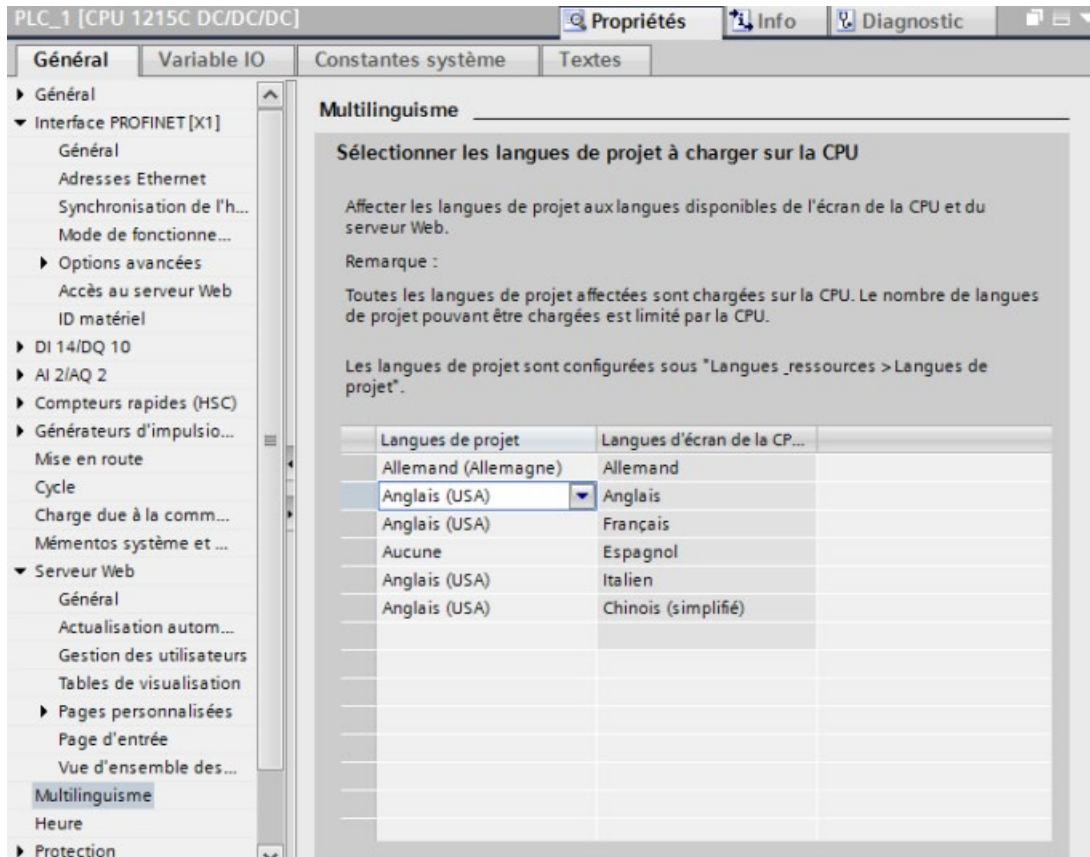 PLC_1 [CPU 1215C DC/DC/DC]
Propriétés
Info
Diagnostic
Général
Variable IO
Constantes système
Textes
Général
Interface PROFINET [X1]
Général
Adresses Ethernet
Synchronisation de l'h...
Mode de fonctionne...
Options avancées
Accès au serveur Web
ID matériel
DI 14/DQ 10
AI 2/AQ 2
Compteurs rapides (HSC)
Générateurs d'impulsio...
Mise en route
Cycle
Charge due à la comm...
Mémentos système et ...
Serveur Web
Général
Actualisation autom...
Gestion des utilisateurs
Tables de visualisation
Pages personnalisées
Page d'entrée
Vue d'ensemble des...
Multilinguisme
Heure
Protection
Multilinguisme
Sélectionner les langues de projet à charger sur la CPU
Affecter les langues de projet aux langues disponibles de l'écran de la CPU et du
serveur Web.
Remarque :
Toutes les langues de projet affectées sont chargées sur la CPU. Le nombre de langues
de projet pouvant être chargées est limité par la CPU.
Les langues de projet sont configurées sous "Langues_ressources > Langues de
projet".
Langues de projet Langues d'écran de la CP...
Allemand (Allemagne) Allemand
Anglais (USA) Anglais
Anglais (USA) Français
Aucune Espagnol
Anglais (USA) Italien
Anglais (USA) Chinois (simplifié)